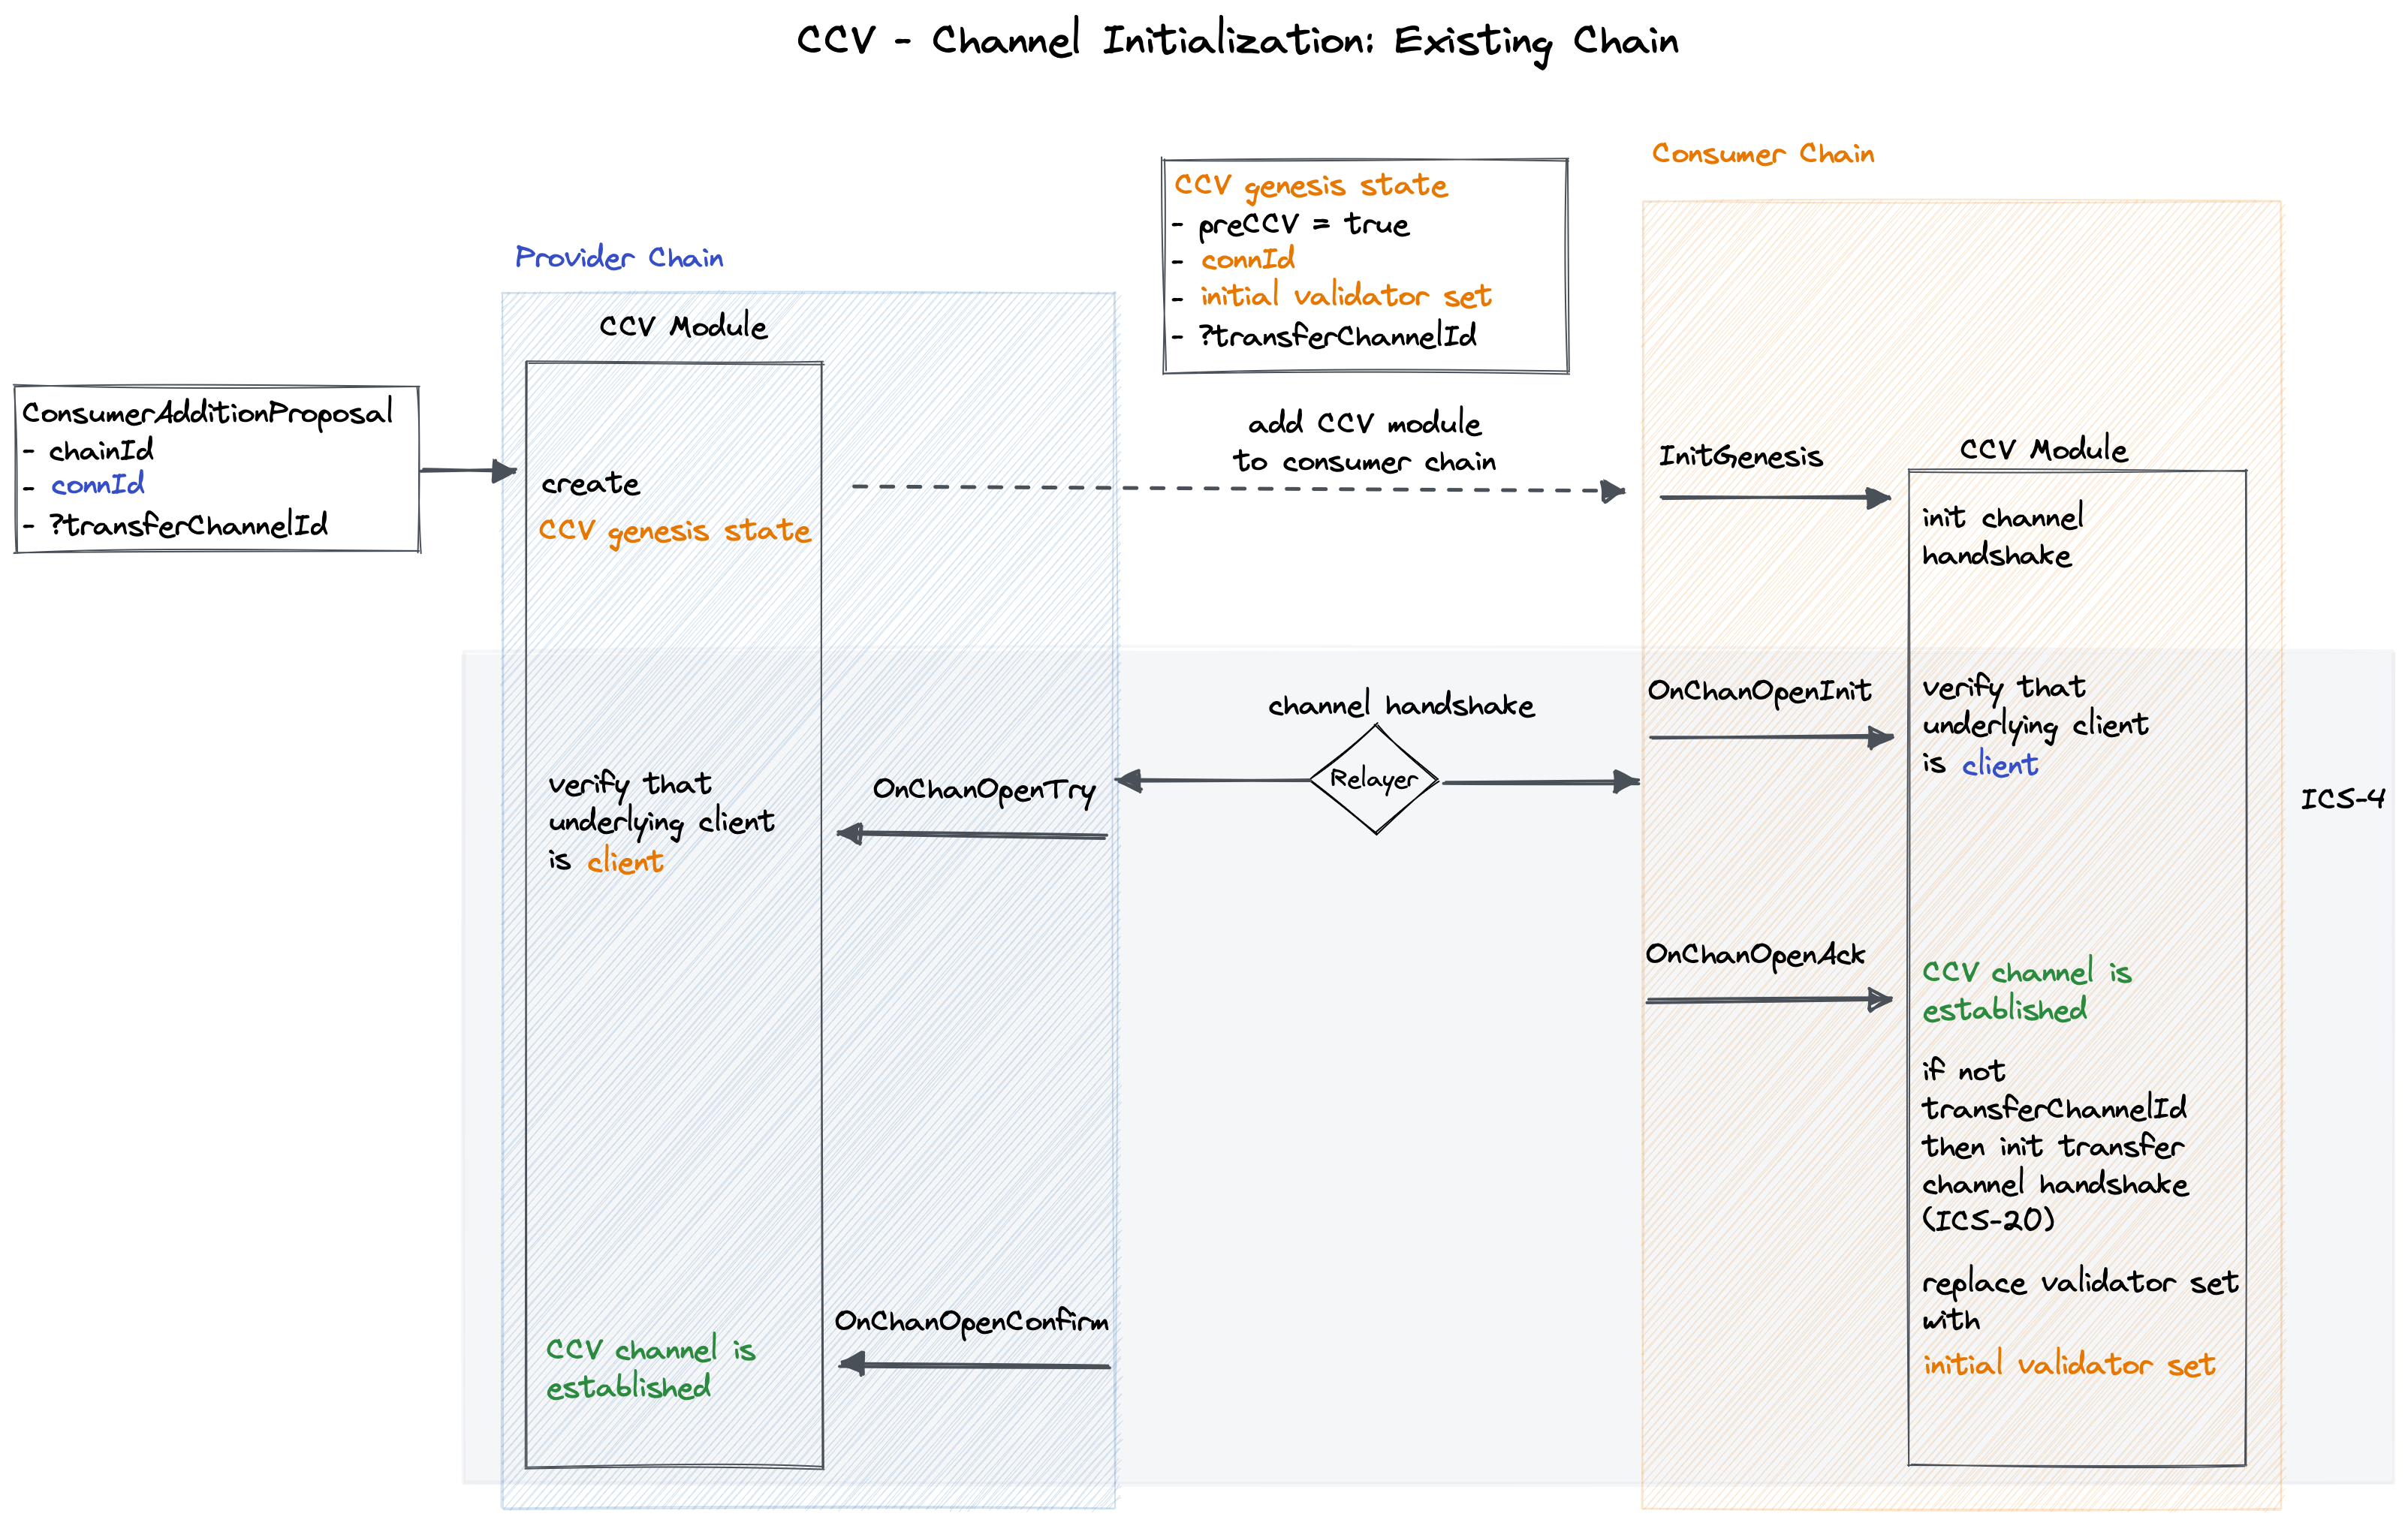 CCV - Channel Initialization: Existing Chain
ConsumerAdditionProposal
- chainId
- connId
- ?transferChannelId
Provider Chain
CCV Module
create
CCV genesis state
CCV genesis state
- preCCV = true
- connId
- initial validator set
- ?transferChannelId
add CCV module
to consumer chain
Consumer Chain
InitGenesis
CCV Module
init channel
handshake
channel handshake
Relayer
OnChanOpenInit
verify that
underlying client
is client
ICS-4
OnChanOpenTry
verify that
underlying client
is client
OnChanOpenAck
CCV channel is
established
if not
transferChannelId
then init transfer
channel handshake
(ICS-20)
replace validator set
with
initial validator set
OnChanOpenConfirm
CCV channel is
established